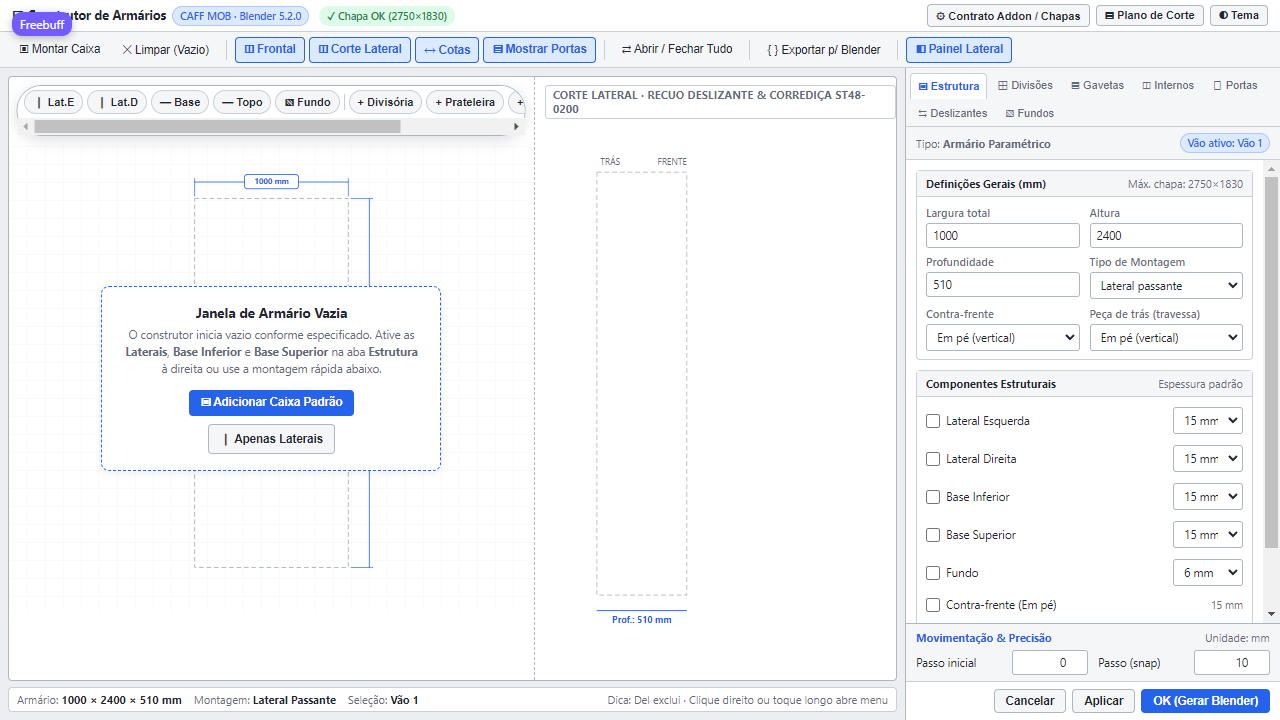 Construtor de Armários
Freebuff
CAFF MOB · Blender 5.2.0
✓ Chapa OK (2750×1830)
Contrato Addon / Chapas
Plano de Corte
Tema
Montar Caixa
Limpar (Vazio)
Frontal
Corte Lateral
Cotas
Mostrar Portas
Abrir / Fechar Tudo
{ } Exportar p/ Blender
Painel Lateral
| Lat.E
| Lat.D
— Base
— Topo
Fundo
+ Divisória
+ Prateleira
+
CORTE LATERAL · RECUO DESLIZANTE & CORREDIÇA ST48-
0200
TRÁS
FRENTE
1000 mm
Janela de Armário Vazia
O construtor inicia vazio conforme especificado. Ative as
Laterais, Base Inferior e Base Superior na aba Estrutura
à direita ou use a montagem rápida abaixo.
Adicionar Caixa Padrão
| Apenas Laterais
Prof.: 510 mm
Armário: 1000 × 2400 × 510 mm
Montagem: Lateral Passante
Seleção: Vão 1
Dica: Del exclui · Clique direito ou toque longo abre menu
Estrutura
Divisões
Gavetas
Internos
Portas
Deslizantes
Fundos
Tipo: Armário Paramétrico
Vão ativo: Vão 1
Definições Gerais (mm)
Máx. chapa: 2750×1830
Largura total
Altura
1000
2400
Profundidade
Tipo de Montagem
510
Lateral passante
Contra-frente
Peça de trás (travessa)
Em pé (vertical)
Em pé (vertical)
Componentes Estruturais
Espessura padrão
Lateral Esquerda
15 mm
Lateral Direita
15 mm
Base Inferior
15 mm
Base Superior
15 mm
Fundo
6 mm
Contra-frente (Em pé)
15 mm
Movimentação & Precisão
Unidade: mm
Passo inicial
0
Passo (snap)
10
Cancelar
Aplicar
OK (Gerar Blender)